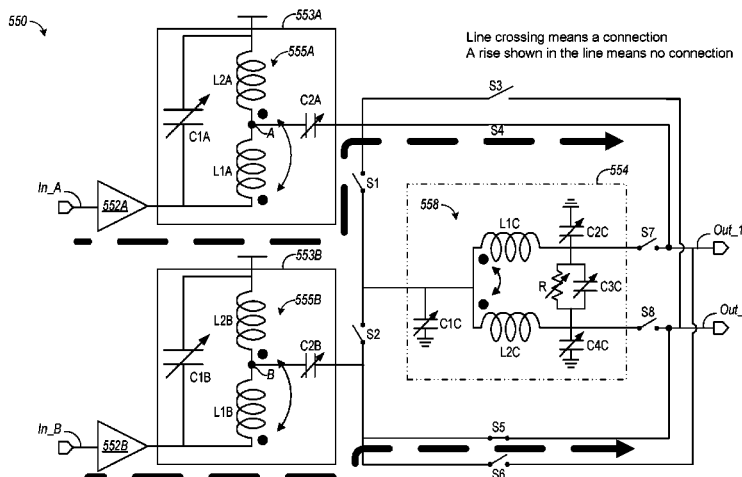 550
553A
Line crossing means a connection
A rise shown in the line means no connection
555A
L2A
C1A
C2A
A
L1A
S3
S4
In_A
552A
S1
554
558
L1C
C2C
S7
Out_1
R
C3C
C1C
L2C
C4C
S8
Out_
553B
555B
L2B
C1B
C2B
B
L1B
S2
In_B
552B
S5
S6